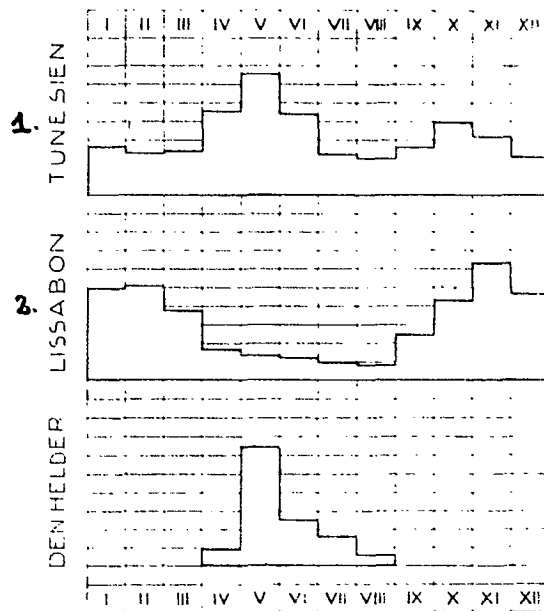 I II III IV V VI VII VIII IX X XI XII
1. TUNESIEN
2. LISSABON
DEN HELDER
I II III IV V VI VII VIII IX X XI XII